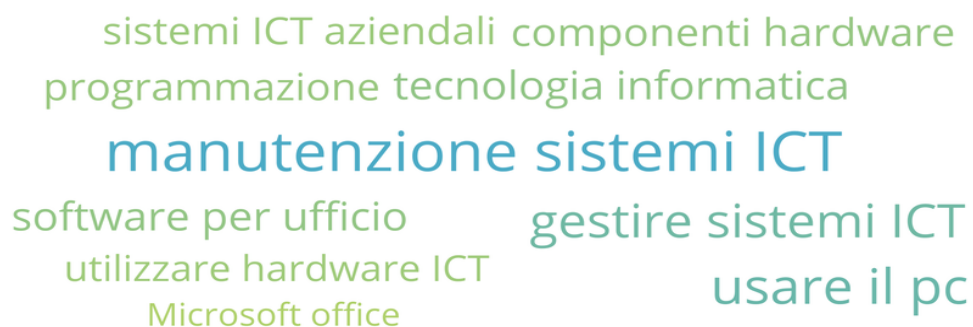 sistemi ICT aziendali componenti hardware
programmazione tecnologia informatica
manutenzione sistemi ICT
software per ufficio gestire sistemi ICT
utilizzare hardware ICT usare il pc
Microsoft office